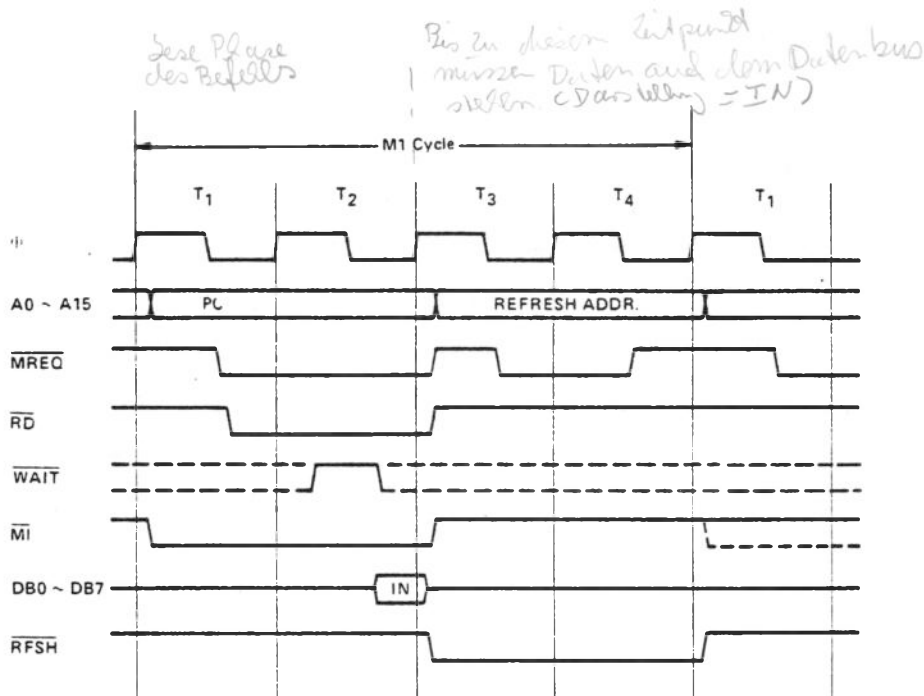 Lese Phase
des Befehls
Bis zu diesem Zeitpunkt
müssen Daten auf dem Datenbus
stehen. (Darstellung = IN)
M1 Cycle
T1 T2 T3 T4 T1
Φ
A0 ~ A15 PC REFRESH ADDR.
MREQ
RD
WAIT
M1
DB0 ~ DB7 IN
RFSH